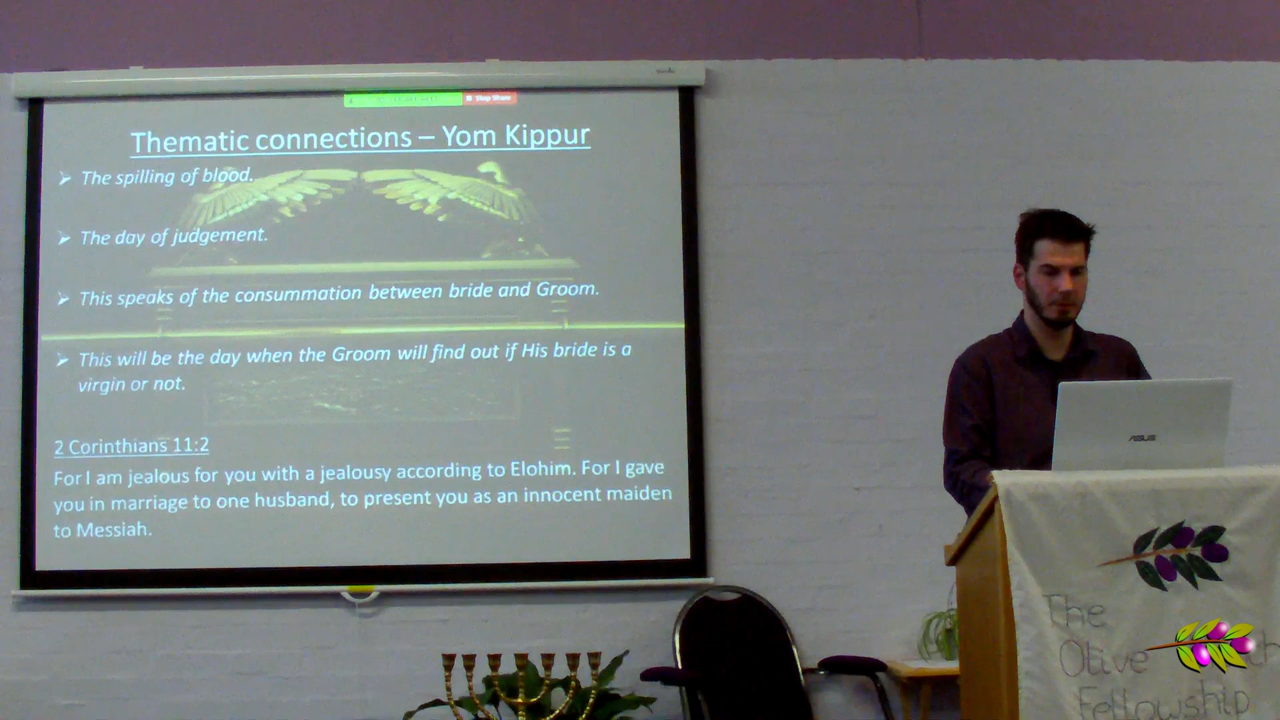 Stop Share
Thematic connections – Yom Kippur
➢ The spilling of blood.
➢ The day of judgement.
➢ This speaks of the consummation between bride and Groom.
➢ This will be the day when the Groom will find out if His bride is a
virgin or not.
2 Corinthians 11:2
For I am jealous for you with a jealousy according to Elohim. For I gave
you in marriage to one husband, to present you as an innocent maiden
to Messiah.
ASUS
The
Olive
Fellowship